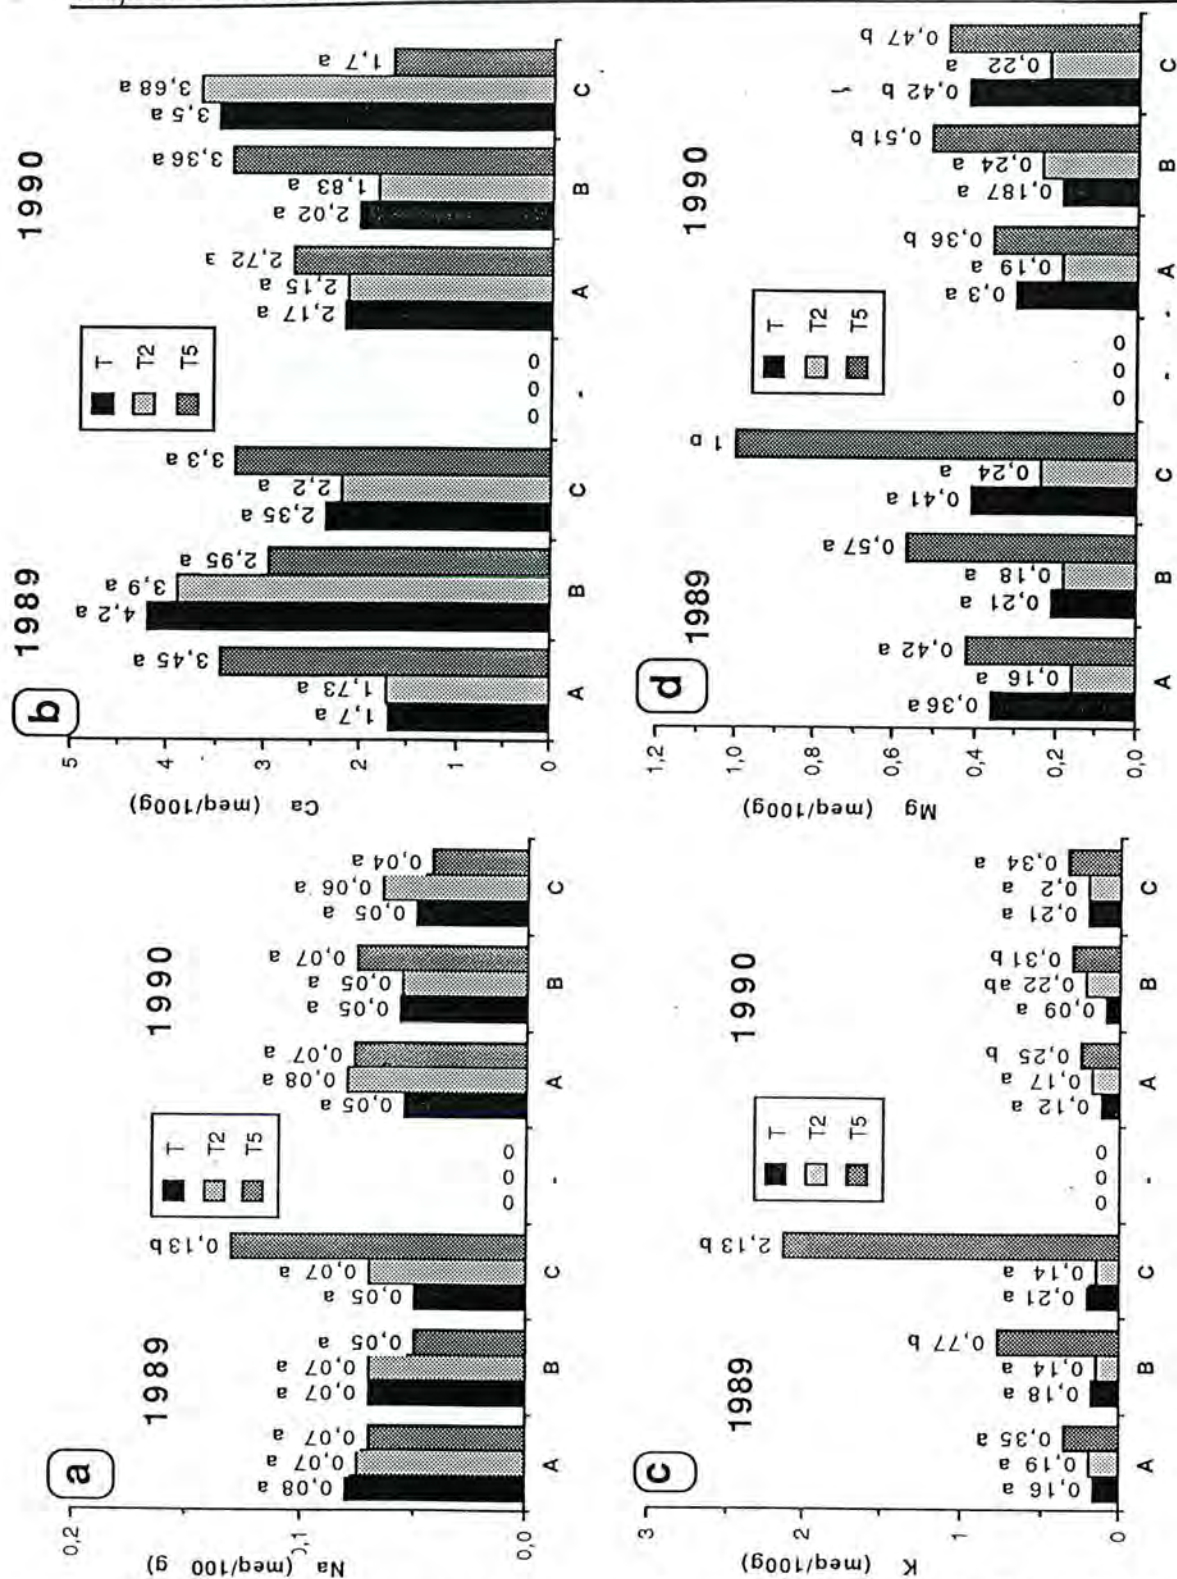 a
1989
1990
T
T2
T5
Na (meq/100 g)
0,2
0,0
0,08 a
0,07 a
0,07 a
0,07 a
0,07 a
0,05 a
0,05 a
0,07 a
0,13 b
0
0
0
0,05 a
0,08 a
0,07 a
0,05 a
0,05 a
0,07 a
0,05 a
0,06 a
0,04 a
A B C - A B C
b
1989
1990
T
T2
T5
Ca (meq/100g)
5
4
3
2
1
0
1,7 a
1,73 a
3,45 a
4,2 a
3,9 a
2,95 a
2,35 a
2,2 a
3,3 a
0
0
0
2,17 a
2,15 a
2,72 a
2,02 a
1,83 a
3,36 a
3,5 a
3,68 a
1,7 a
A B C - A B C
c
1989
1990
T
T2
T5
K (meq/100g)
3
2
1
0
0,16 a
0,19 a
0,35 a
0,18 a
0,14 a
0,77 b
0,21 a
0,14 a
2,13 b
0
0
0
0,12 a
0,17 a
0,25 b
0,09 a
0,22 ab
0,31 b
0,21 a
0,2 a
0,34 a
A B C - A B C
d
1989
1990
T
T2
T5
Mg (meq/100g)
1,2
1,0
0,8
0,6
0,4
0,2
0,0
0,36 a
0,16 a
0,42 a
0,21 a
0,18 a
0,57 a
0,41 a
0,24 a
1 b
0
0
0
0,3 a
0,19 a
0,36 b
0,187 a
0,24 a
0,51 b
0,42 b
0,22 a
0,47 b
A B C - - A B C